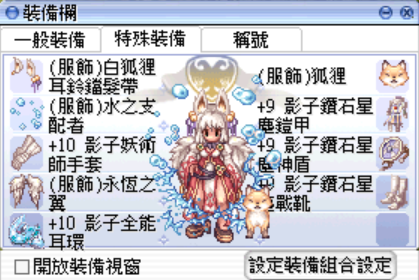 裝備欄
一般裝備
特殊裝備
稱號
(服飾)白狐狸
耳鈴鐺髮帶
(服飾)水之支
配者
+10 影子妖術
師手套
(服飾)永恆之
翼
+10 影子全能
耳環
(服飾)狐狸
+9 影子鑽石星
塵鎧甲
+9 影子鑽石星
塵神盾
+9 影子鑽石星
塵戰靴
開放裝備視窗
設定裝備組合設定